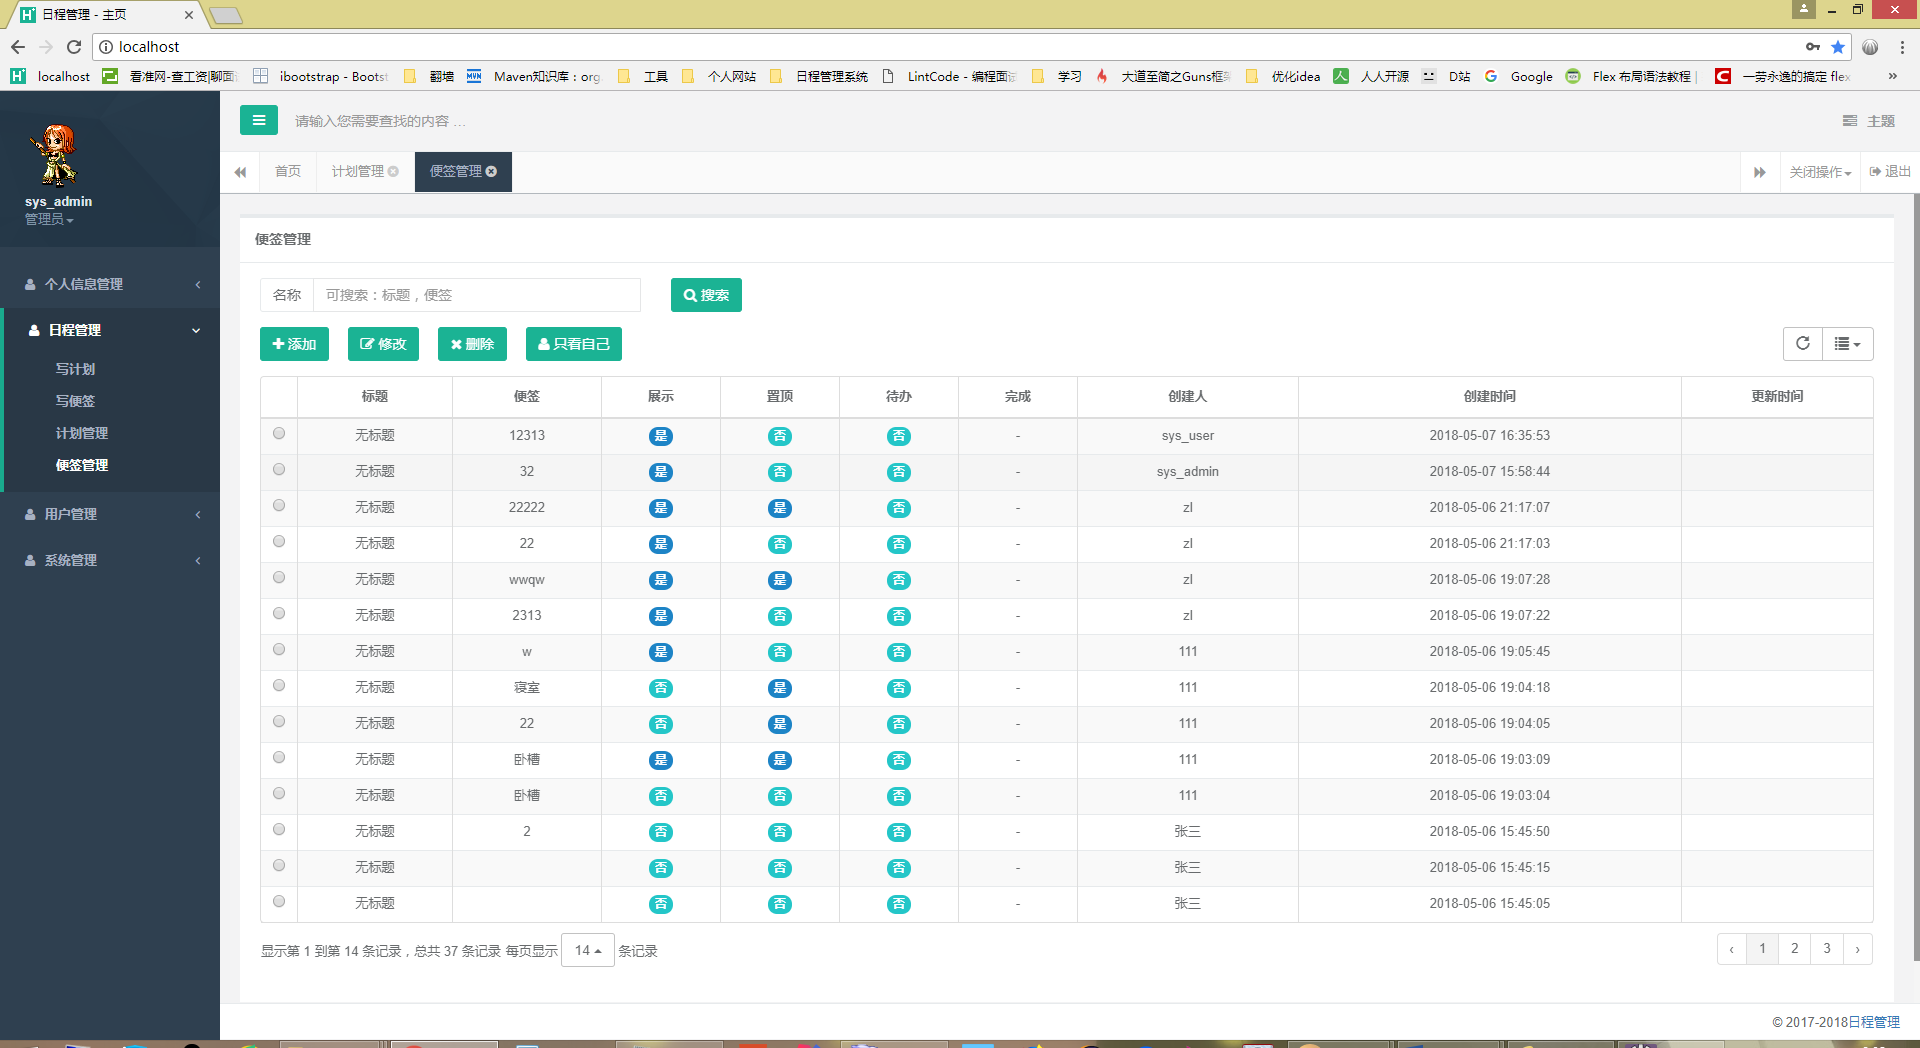 日程管理 - 主页
localhost
localhost 看准网-查工资|聊面 ibootstrap - Bootst 翻墙 Maven知识库：org 工具 个人网站 日程管理系统 LintCode - 编程面试 学习 大道至简之Guns框架 优化idea 人人开源 D站 Google Flex 布局语法教程 | 一劳永逸的搞定 flex »
sys_admin
管理员
个人信息管理
日程管理
写计划
写便签
计划管理
便签管理
用户管理
系统管理
请输入您需要查找的内容 …
主题
首页 计划管理 便签管理 关闭操作 退出
便签管理
名称 可搜索：标题，便签 搜索
添加 修改 删除 只看自己
标题 便签 展示 置顶 待办 完成 创建人 创建时间 更新时间
无标题 12313 是 否 否 - sys_user 2018-05-07 16:35:53
无标题 32 是 否 否 - sys_admin 2018-05-07 15:58:44
无标题 22222 是 是 否 - zl 2018-05-06 21:17:07
无标题 22 是 否 否 - zl 2018-05-06 21:17:03
无标题 wwqw 是 是 否 - zl 2018-05-06 19:07:28
无标题 2313 是 否 否 - zl 2018-05-06 19:07:22
无标题 w 是 否 否 - 111 2018-05-06 19:05:45
无标题 寝室 否 是 否 - 111 2018-05-06 19:04:18
无标题 22 否 是 否 - 111 2018-05-06 19:04:05
无标题 卧槽 是 是 否 - 111 2018-05-06 19:03:09
无标题 卧槽 否 否 否 - 111 2018-05-06 19:03:04
无标题 2 否 否 否 - 张三 2018-05-06 15:45:50
无标题 否 否 否 - 张三 2018-05-06 15:45:15
无标题 否 否 否 - 张三 2018-05-06 15:45:05
显示第 1 到第 14 条记录，总共 37 条记录 每页显示 14 条记录
‹ 1 2 3 ›
© 2017-2018日程管理